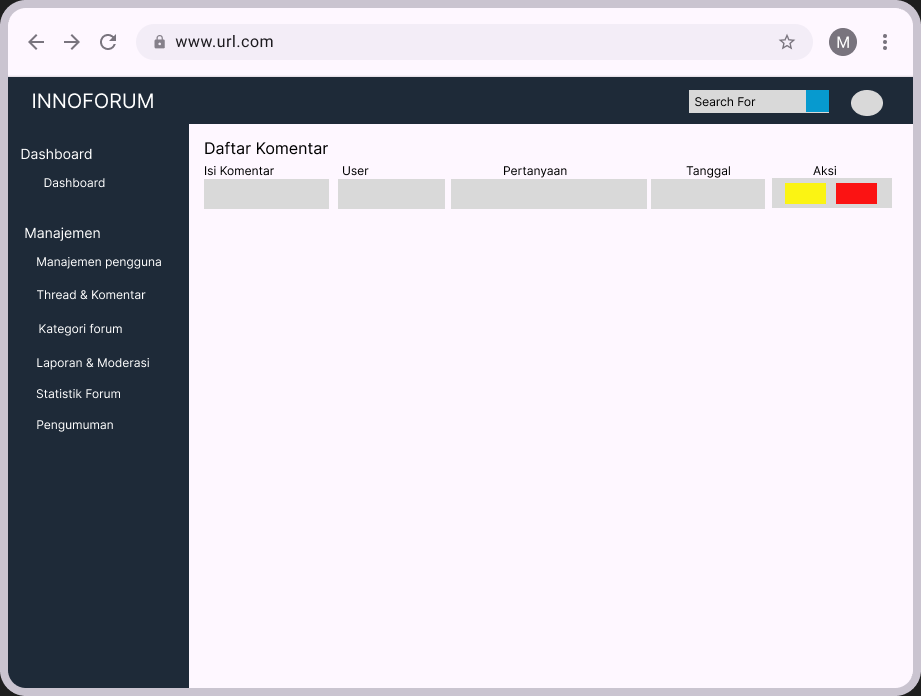 www.url.com
M
INNOFORUM
Search For
Dashboard
Dashboard
Manajemen
Manajemen pengguna
Thread & Komentar
Kategori forum
Laporan & Moderasi
Statistik Forum
Pengumuman
Daftar Komentar
Isi Komentar User Pertanyaan Tanggal Aksi